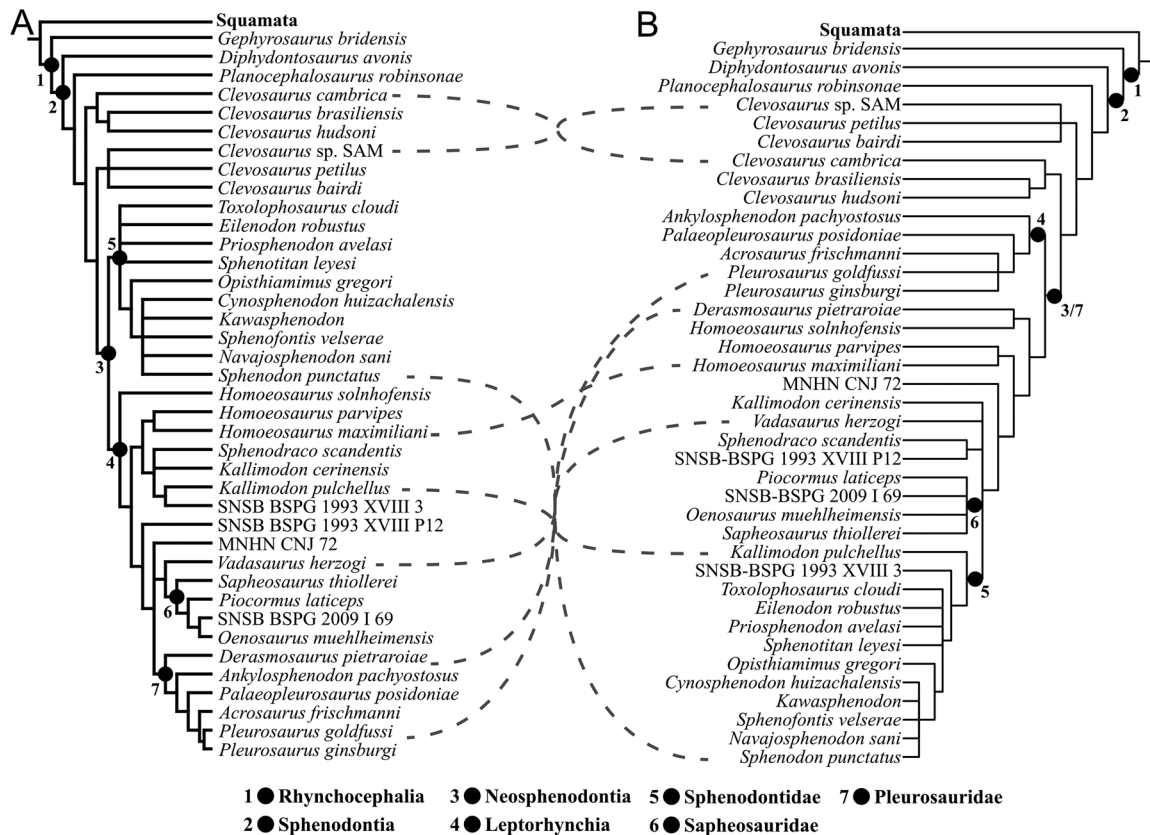 A
Squamata
Gephyrosaurus bridensis
Diphydontosaurus avonis
Planocephalosaurus robinsonae
Clevosaurus cambrica
Clevosaurus brasiliensis
Clevosaurus hudsoni
Clevosaurus sp. SAM
Clevosaurus petilus
Clevosaurus bairdi
Toxolophosaurus cloudi
Eilenodon robustus
Priosphenodon avelasi
Sphenotitan leyesi
Opisthiamimus gregori
Cynosphenodon huizachalensis
Kawasphenodon
Sphenofontis velserae
Navajosphenodon sani
Sphenodon punctatus
Homoeosaurus solnhofensis
Homoeosaurus parvipes
Homoeosaurus maximiliani
Sphenodraco scandentis
Kallimodon cerinensis
Kallimodon pulchellus
SNSB BSPG 1993 XVIII 3
SNSB BSPG 1993 XVIII P12
MNHN CNJ 72
Vadasaurus herzogi
Sapheosaurus thiollerei
Piocormus laticeps
SNSB BSPG 2009 I 69
Oenosaurus muehlheimensis
Derasmosaurus pietraroiae
Ankylosphenodon pachyostosus
Palaeopleurosaurus posidoniae
Acrosaurus frischmanni
Pleurosaurus goldfussi
Pleurosaurus ginsburgi
1
2
5
3
4
6
7
B
Squamata
Gephyrosaurus bridensis
Diphydontosaurus avonis
Planocephalosaurus robinsonae
Clevosaurus sp. SAM
Clevosaurus petilus
Clevosaurus bairdi
Clevosaurus cambrica
Clevosaurus brasiliensis
Clevosaurus hudsoni
Ankylosphenodon pachyostosus
Palaeopleurosaurus posidoniae
Acrosaurus frischmanni
Pleurosaurus goldfussi
Pleurosaurus ginsburgi
Derasmosaurus pietraroiae
Homoeosaurus solnhofensis
Homoeosaurus parvipes
Homoeosaurus maximiliani
MNHN CNJ 72
Kallimodon cerinensis
Vadasaurus herzogi
Sphenodraco scandentis
SNSB-BSPG 1993 XVIII P12
Piocormus laticeps
SNSB-BSPG 2009 I 69
Oenosaurus muehlheimensis
Sapheosaurus thiollerei
Kallimodon pulchellus
SNSB-BSPG 1993 XVIII 3
Toxolophosaurus cloudi
Eilenodon robustus
Priosphenodon avelasi
Sphenotitan leyesi
Opisthiamimus gregori
Cynosphenodon huizachalensis
Kawasphenodon
Sphenofontis velserae
Navajosphenodon sani
Sphenodon punctatus
1
2
4
3/7
6
5
1 Rhynchocephalia 3 Neosphenodontia 5 Sphenodontidae 7 Pleurosauridae
2 Sphenodontia 4 Leptorhynchia 6 Sapheosauridae